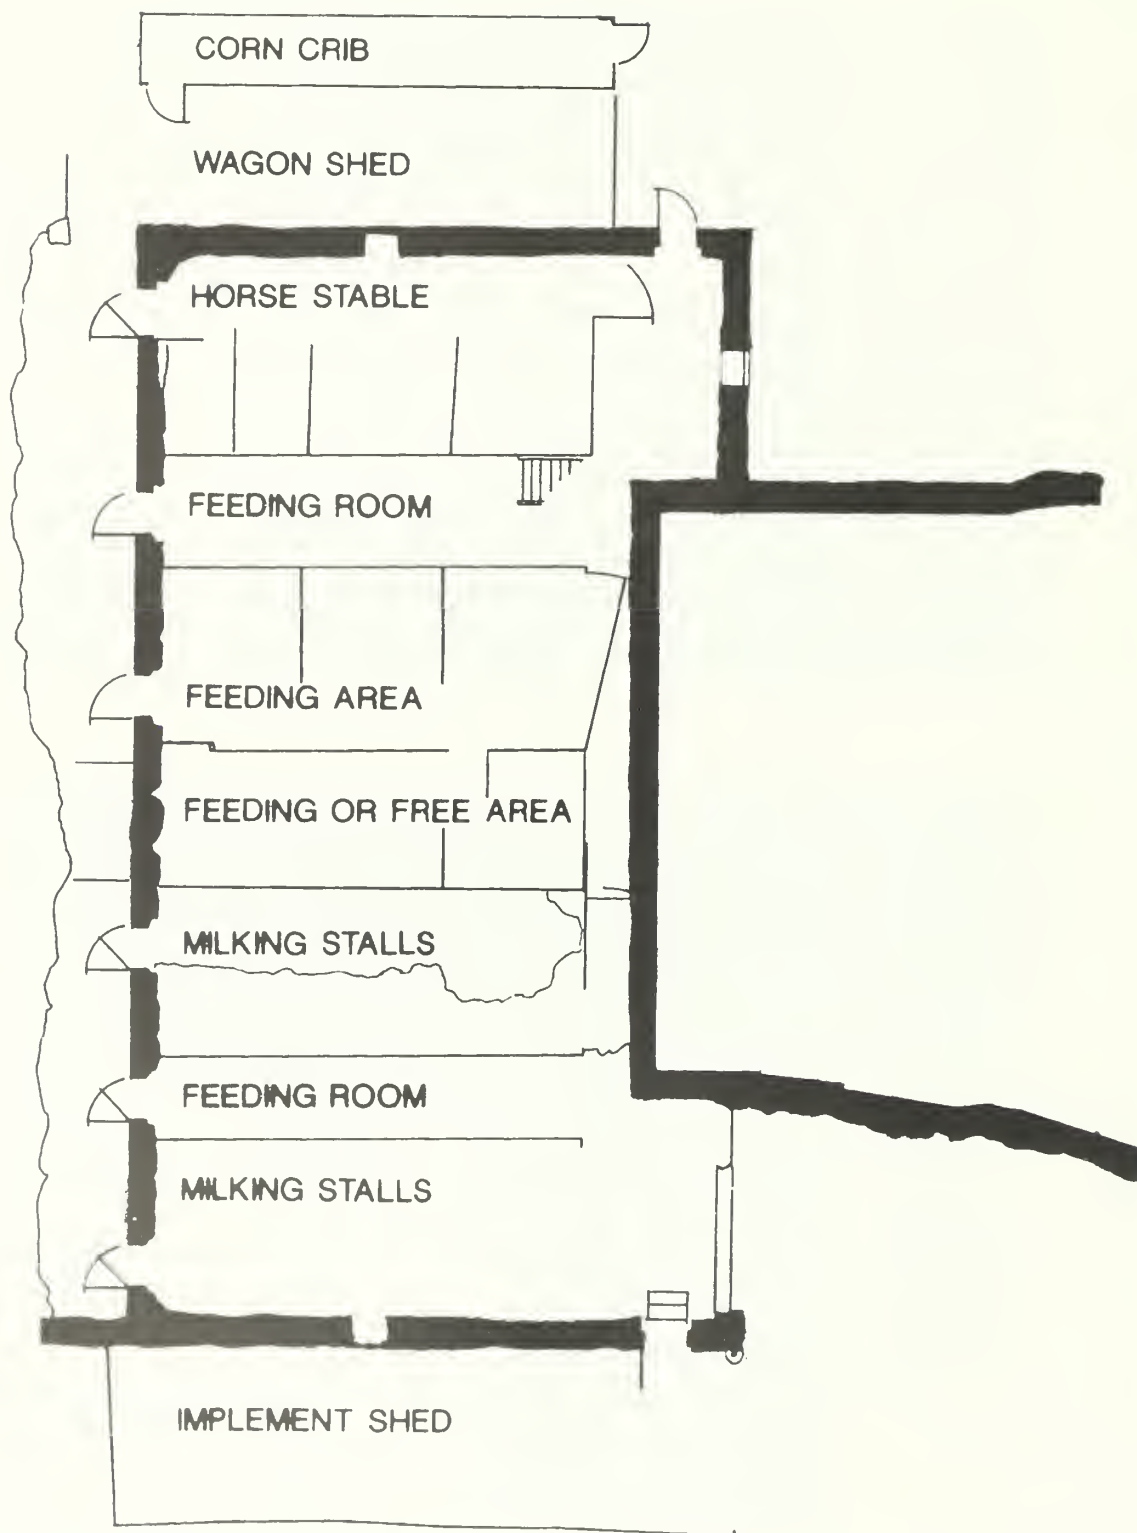 CORN CRIB
WAGON SHED
HORSE STABLE
FEEDING ROOM
FEEDING AREA
FEEDING OR FREE AREA
MILKING STALLS
FEEDING ROOM
MILKING STALLS
IMPLEMENT SHED